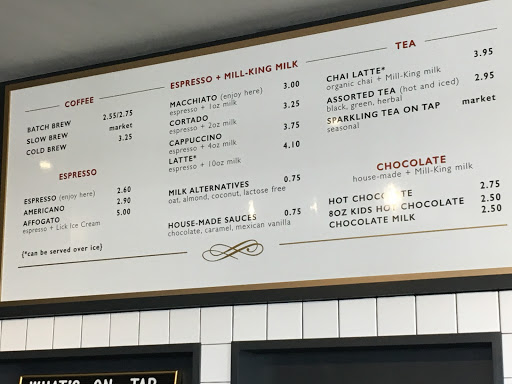 COFFEE
BATCH BREW 2.55/2.75
SLOW BREW market
COLD BREW 3.25
ESPRESSO
ESPRESSO (enjoy here) 2.60
AMERICANO 2.90
AFFOGATO 5.00
espresso + Lick Ice Cream
{*can be served over ice}
ESPRESSO + MILL-KING MILK
MACCHIATO (enjoy here) 3.00
espresso + 1oz milk
CORTADO 3.25
espresso + 2oz milk
CAPPUCCINO 3.75
espresso + 4oz milk
LATTE* 4.10
espresso + 10oz milk
MILK ALTERNATIVES 0.75
oat, almond, coconut, lactose free
HOUSE-MADE SAUCES 0.75
chocolate, caramel, mexican vanilla
TEA
CHAI LATTE* 3.95
organic chai + Mill-King milk
ASSORTED TEA (hot and iced) 2.95
black, green, herbal
SPARKLING TEA ON TAP market
seasonal
CHOCOLATE
house-made + Mill-King milk
HOT CHOCOLATE 2.75
8OZ KIDS HOT CHOCOLATE 2.50
CHOCOLATE MILK 2.50
WHAT'S ON TAP